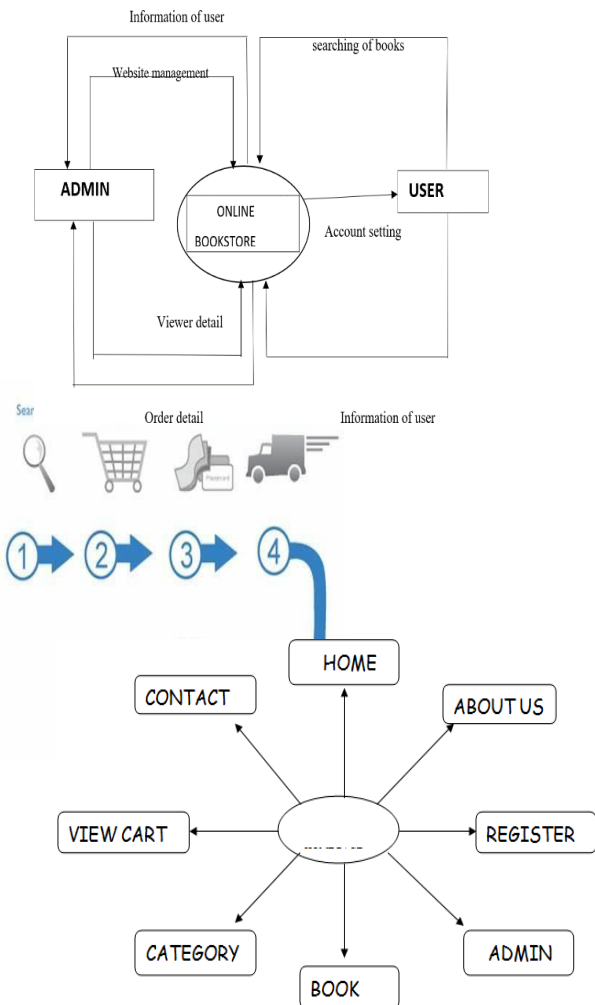 Information of user
searching of books
Website management
ADMIN
USER
ONLINE
BOOKSTORE
Account setting
Viewer detail
Sear
Order detail
Information of user
1
2
3
4
HOME
CONTACT
ABOUT US
VIEW CART
REGISTER
CATEGORY
ADMIN
BOOK